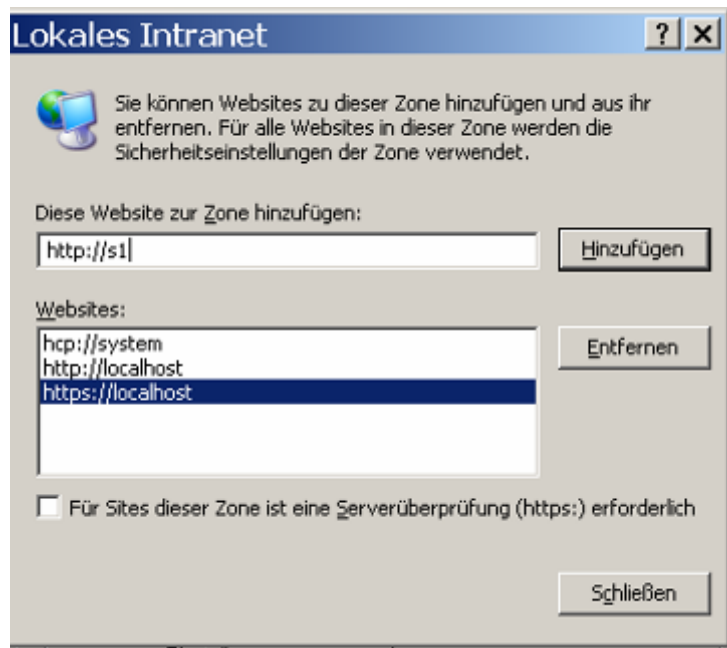 Lokales Intranet
Sie können Websites zu dieser Zone hinzufügen und aus ihr
entfernen. Für alle Websites in dieser Zone werden die
Sicherheitseinstellungen der Zone verwendet.
Diese Website zur Zone hinzufügen:
http://s1
Hinzufügen
Websites:
hcp://system
http://localhost
https://localhost
Entfernen
Für Sites dieser Zone ist eine Serverüberprüfung (https:) erforderlich
Schließen